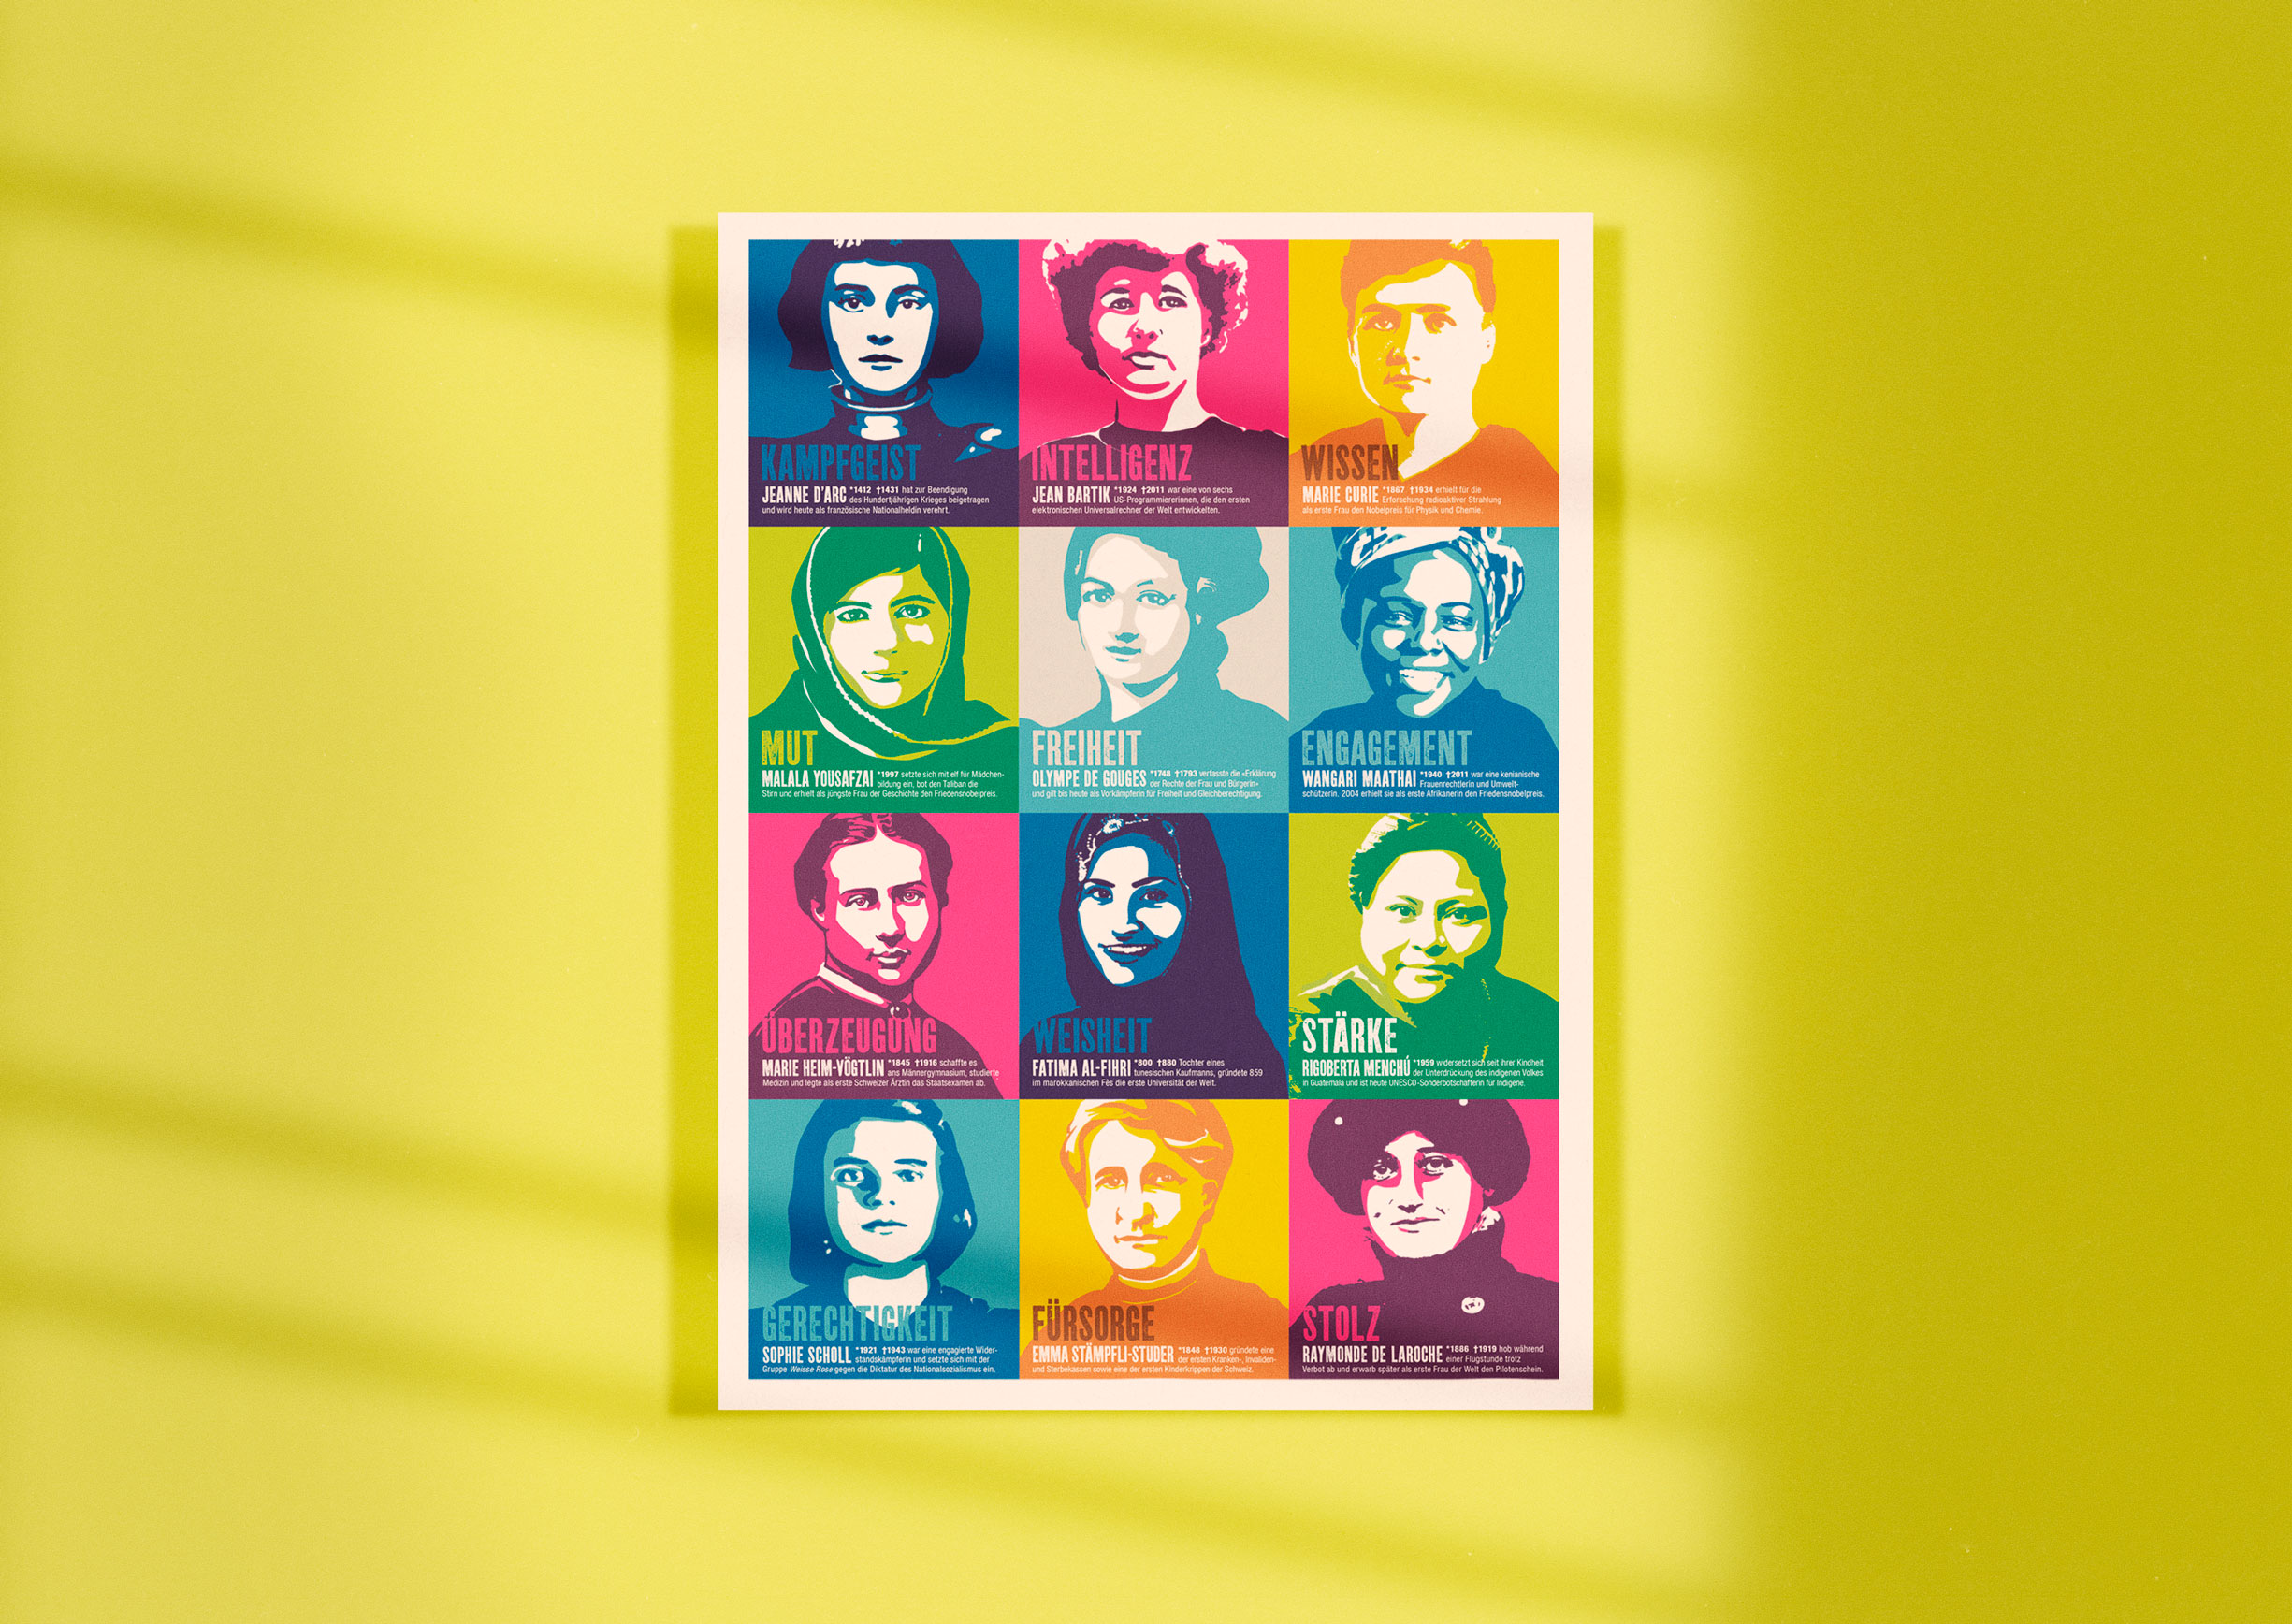 KAMPFGEIST
JEANNE D'ARC *1412 †1431 hat zur Beendigung
des Hundertjährigen Krieges beigetragen
und wird heute als französische Nationalheldin verehrt.
INTELLIGENZ
JEAN BARTIK *1924 †2011 war eine von sechs
US-Programmiererinnen, die den ersten
elektronischen Universalrechner der Welt entwickelten.
WISSEN
MARIE CURIE *1867 †1934 erhielt für die
Erforschung radioaktiver Strahlung
als erste Frau den Nobelpreis für Physik und Chemie.
MUT
MALALA YOUSAFZAI *1997 setzte sich mit elf für Mädchen-
bildung ein, bot den Taliban die
Stirn und erhielt als jüngste Frau der Geschichte den Friedensnobelpreis.
FREIHEIT
OLYMPE DE GOUGES *1748 †1793 verfasste die «Erklärung
der Rechte der Frau und Bürgerin»
und gilt bis heute als Vorkämpferin für Freiheit und Gleichberechtigung.
ENGAGEMENT
WANGARI MAATHAI *1940 †2011 war eine kenianische
Frauenrechtlerin und Umwelt-
schützerin. 2004 erhielt sie als erste Afrikanerin den Friedensnobelpreis.
ÜBERZEUGUNG
MARIE HEIM-VÖGTLIN *1845 †1916 schaffte es
ans Männergymnasium, studierte
Medizin und legte als erste Schweizer Ärztin das Staatsexamen ab.
WEISHEIT
FATIMA AL-FIHRI *800 †880 Tochter eines
tunesischen Kaufmanns, gründete 859
im marokkanischen Fès die erste Universität der Welt.
STÄRKE
RIGOBERTA MENCHÚ *1959 widersetzt sich seit ihrer Kindheit
der Unterdrückung des indigenen Volkes
in Guatemala und ist heute UNESCO-Sonderbotschafterin für Indigene.
GERECHTIGKEIT
SOPHIE SCHOLL *1921 †1943 war eine engagierte Wider-
standskämpferin und setzte sich mit der
Gruppe Weisse Rose gegen die Diktatur des Nationalsozialismus ein.
FÜRSORGE
EMMA STÄMPFLI-STUDER *1848 †1930 gründete eine
der ersten Kranken-, Invaliden-
und Sterbekassen sowie eine der ersten Kinderkrippen der Schweiz.
STOLZ
RAYMONDE DE LAROCHE *1886 †1919 hob während
einer Flugstunde trotz
Verbot ab und erwarb später als erste Frau der Welt den Pilotenschein.